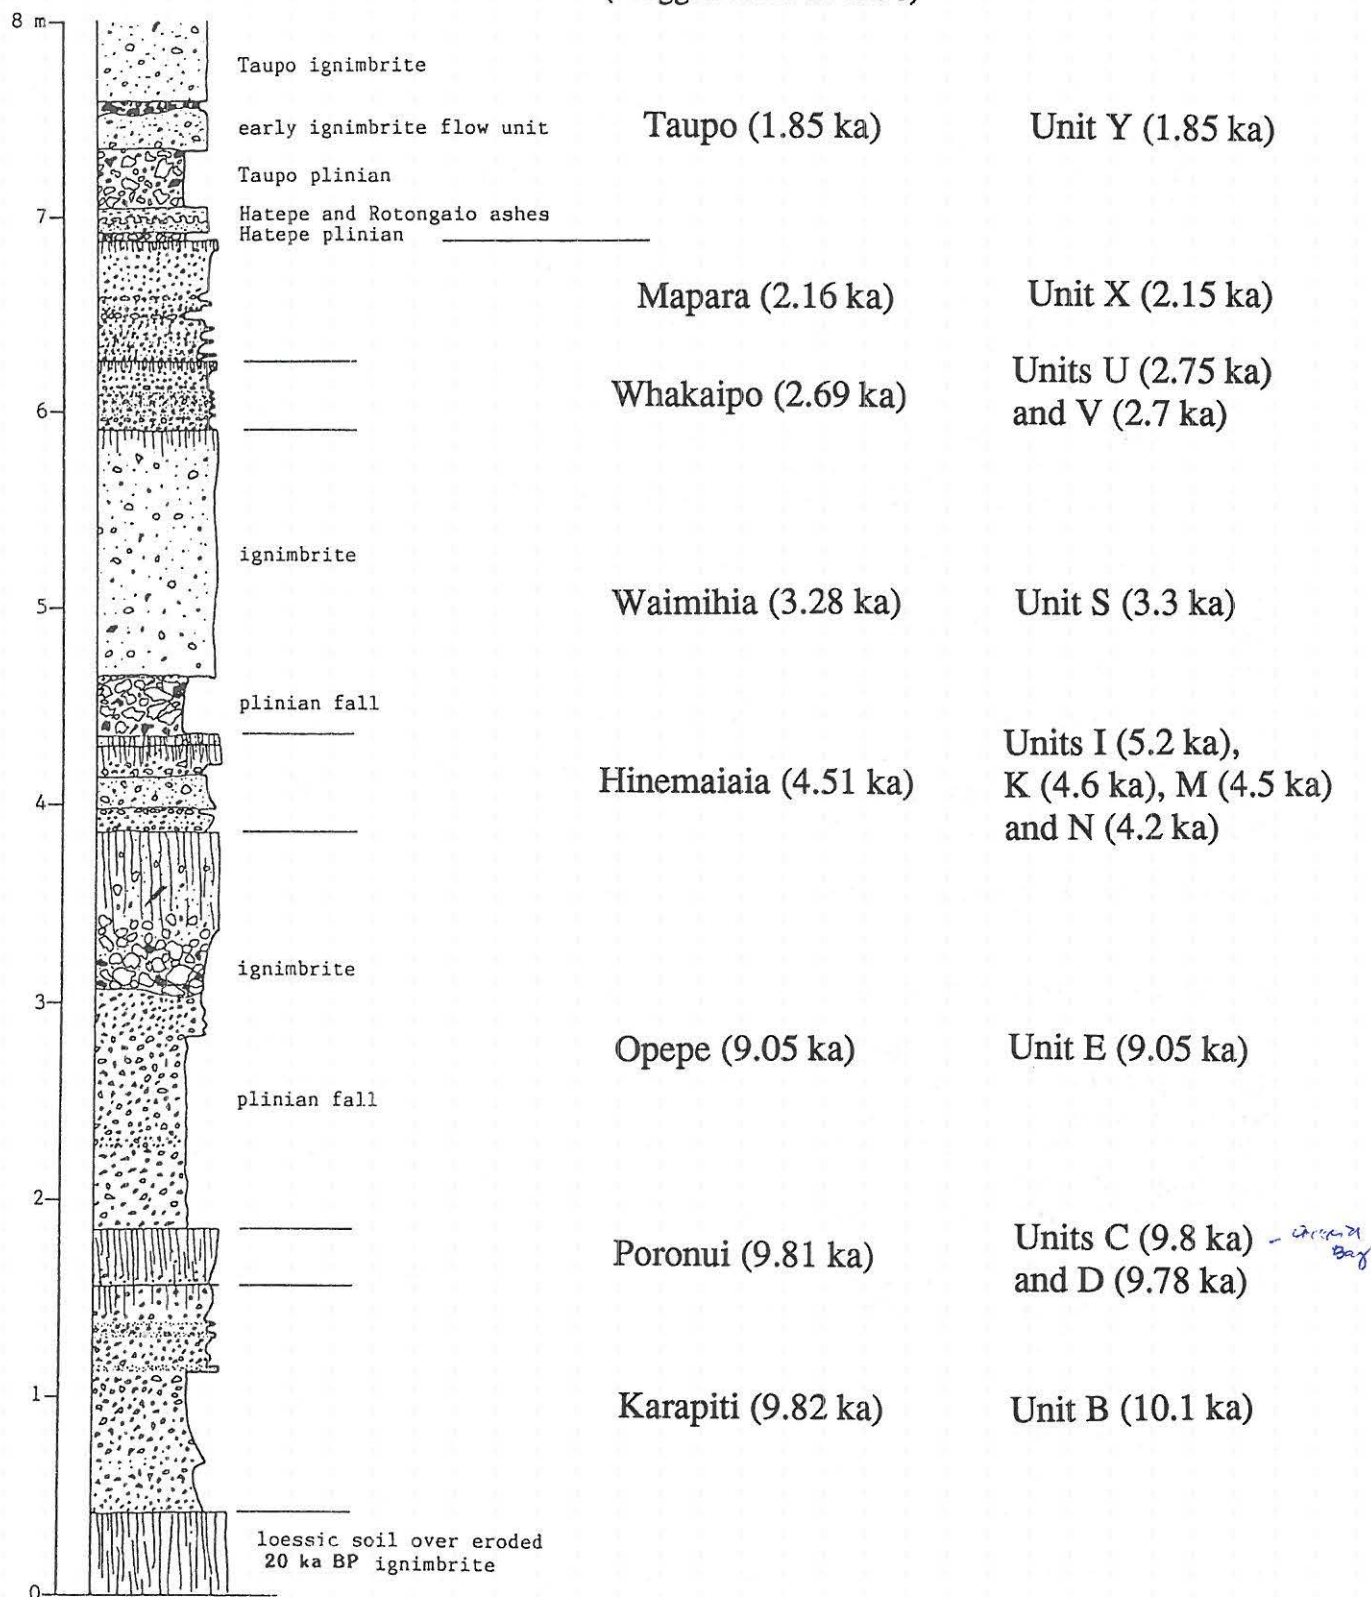 8 m
Taupo ignimbrite
early ignimbrite flow unit
Taupo (1.85 ka)
Unit Y (1.85 ka)
Taupo plinian
7
Hatepe and Rotongaio ashes
Hatepe plinian
Mapara (2.16 ka)
Unit X (2.15 ka)
6
Whakaipo (2.69 ka)
Units U (2.75 ka)
and V (2.7 ka)
ignimbrite
5
Waimihia (3.28 ka)
Unit S (3.3 ka)
plinian fall
4
Hinemaiaia (4.51 ka)
Units I (5.2 ka),
K (4.6 ka), M (4.5 ka)
and N (4.2 ka)
ignimbrite
3
Opepe (9.05 ka)
Unit E (9.05 ka)
plinian fall
2
Poronui (9.81 ka)
Units C (9.8 ka) -
Bay
and D (9.78 ka)
1
Karapiti (9.82 ka)
Unit B (10.1 ka)
loessic soil over eroded
20 ka BP ignimbrite
0